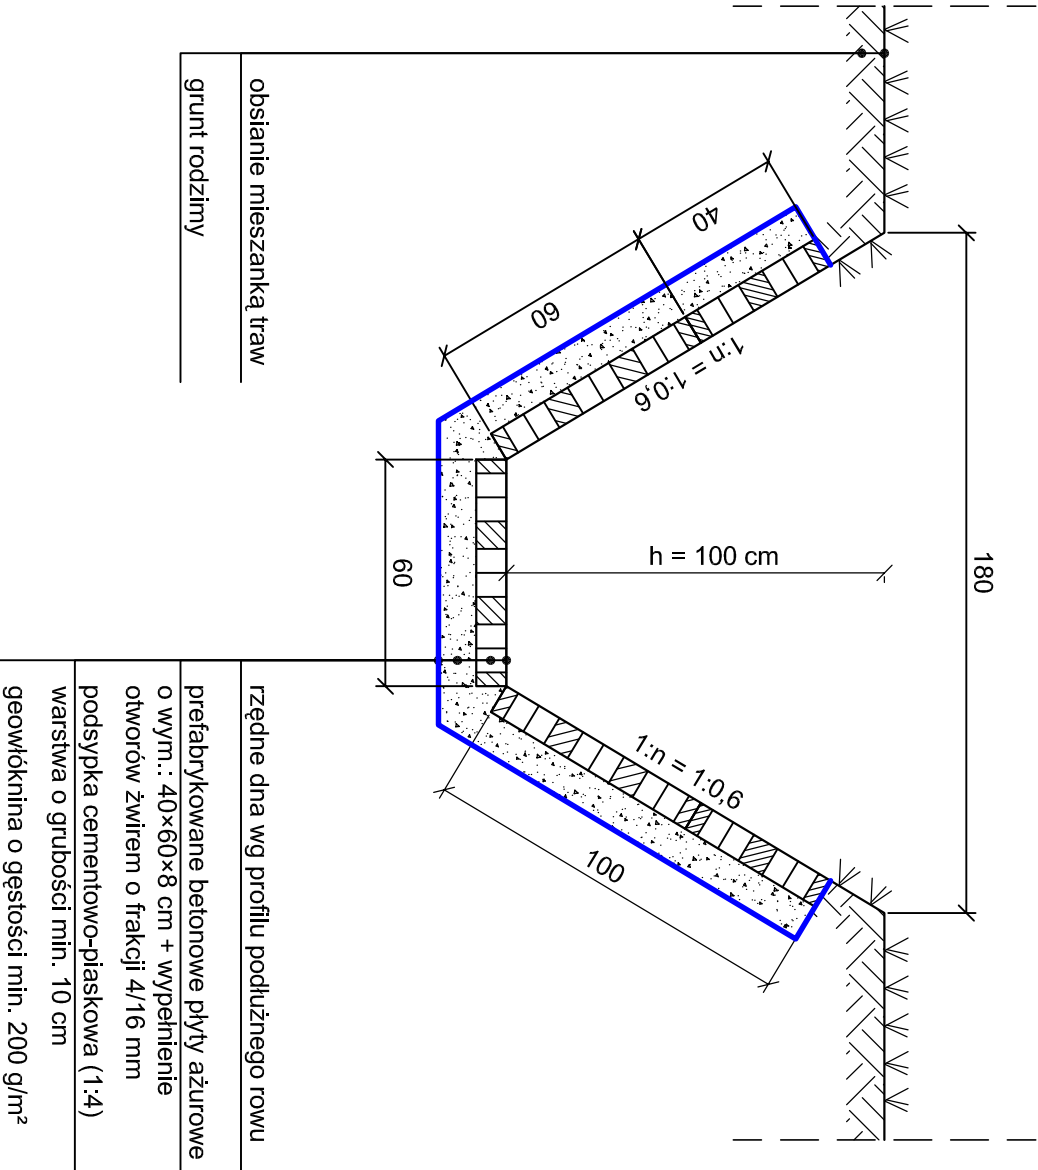 180
h = 100 cm
1:n = 1:0,6
1:n = 1:0,6
40
60
60
100
obsianie mieszanką traw
grunt rodzimy
rzędne dna wg profilu podłużnego rowu
prefabrykowane betonowe płyty ażurowe
o wym.: 40×60×8 cm + wypełnienie
otworów żwirem o frakcji 4/16 mm
podsypka cementowo-piaskowa (1:4)
warstwa o grubości min. 10 cm
geowłóknina o gęstości min. 200 g/m²